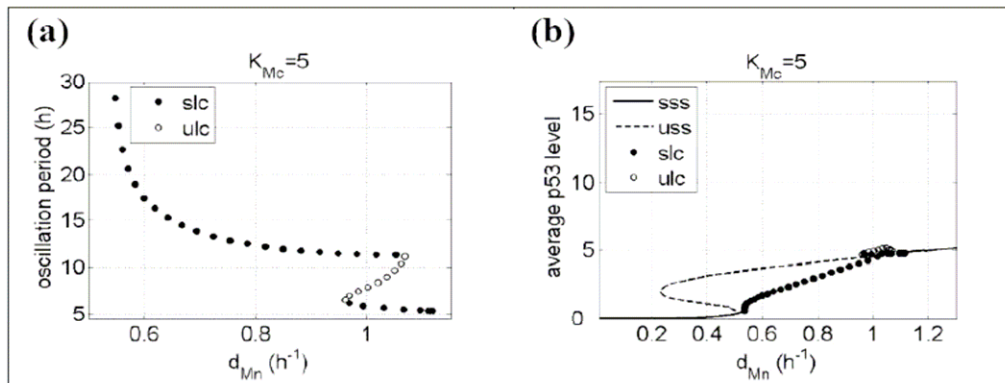 (a)
K_Mc=5
oscillation period (h)
30
25
20
15
10
5
slc
ulc
0.6
0.8
1
d_Mn (h^-1)
(b)
K_Mc=5
average p53 level
15
10
5
0
sss
uss
slc
ulc
0.2
0.4
0.6
0.8
1
1.2
d_Mn (h^-1)